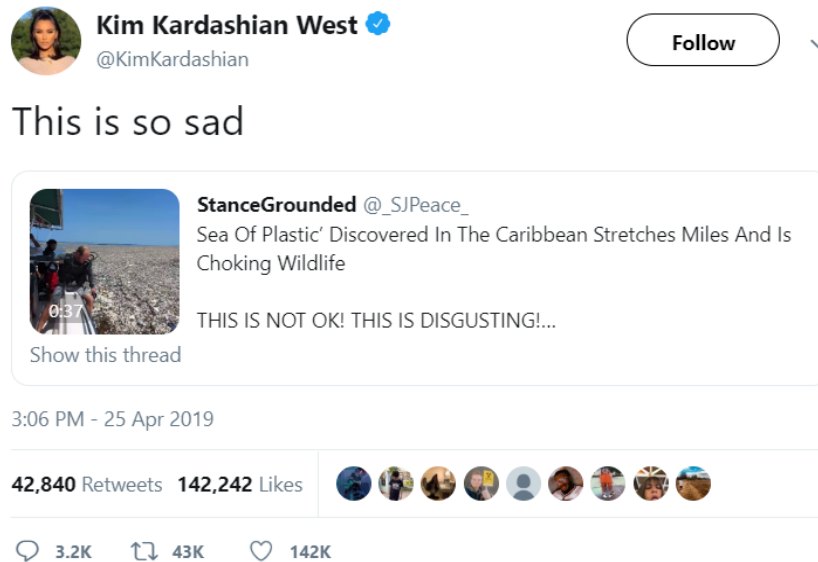 Kim Kardashian West
@KimKardashian
Follow
This is so sad
StanceGrounded @_SJPeace_
Sea Of Plastic’ Discovered In The Caribbean Stretches Miles And Is
Choking Wildlife
THIS IS NOT OK! THIS IS DISGUSTING!...
0:37
Show this thread
3:06 PM - 25 Apr 2019
42,840 Retweets 142,242 Likes
3.2K 43K 142K